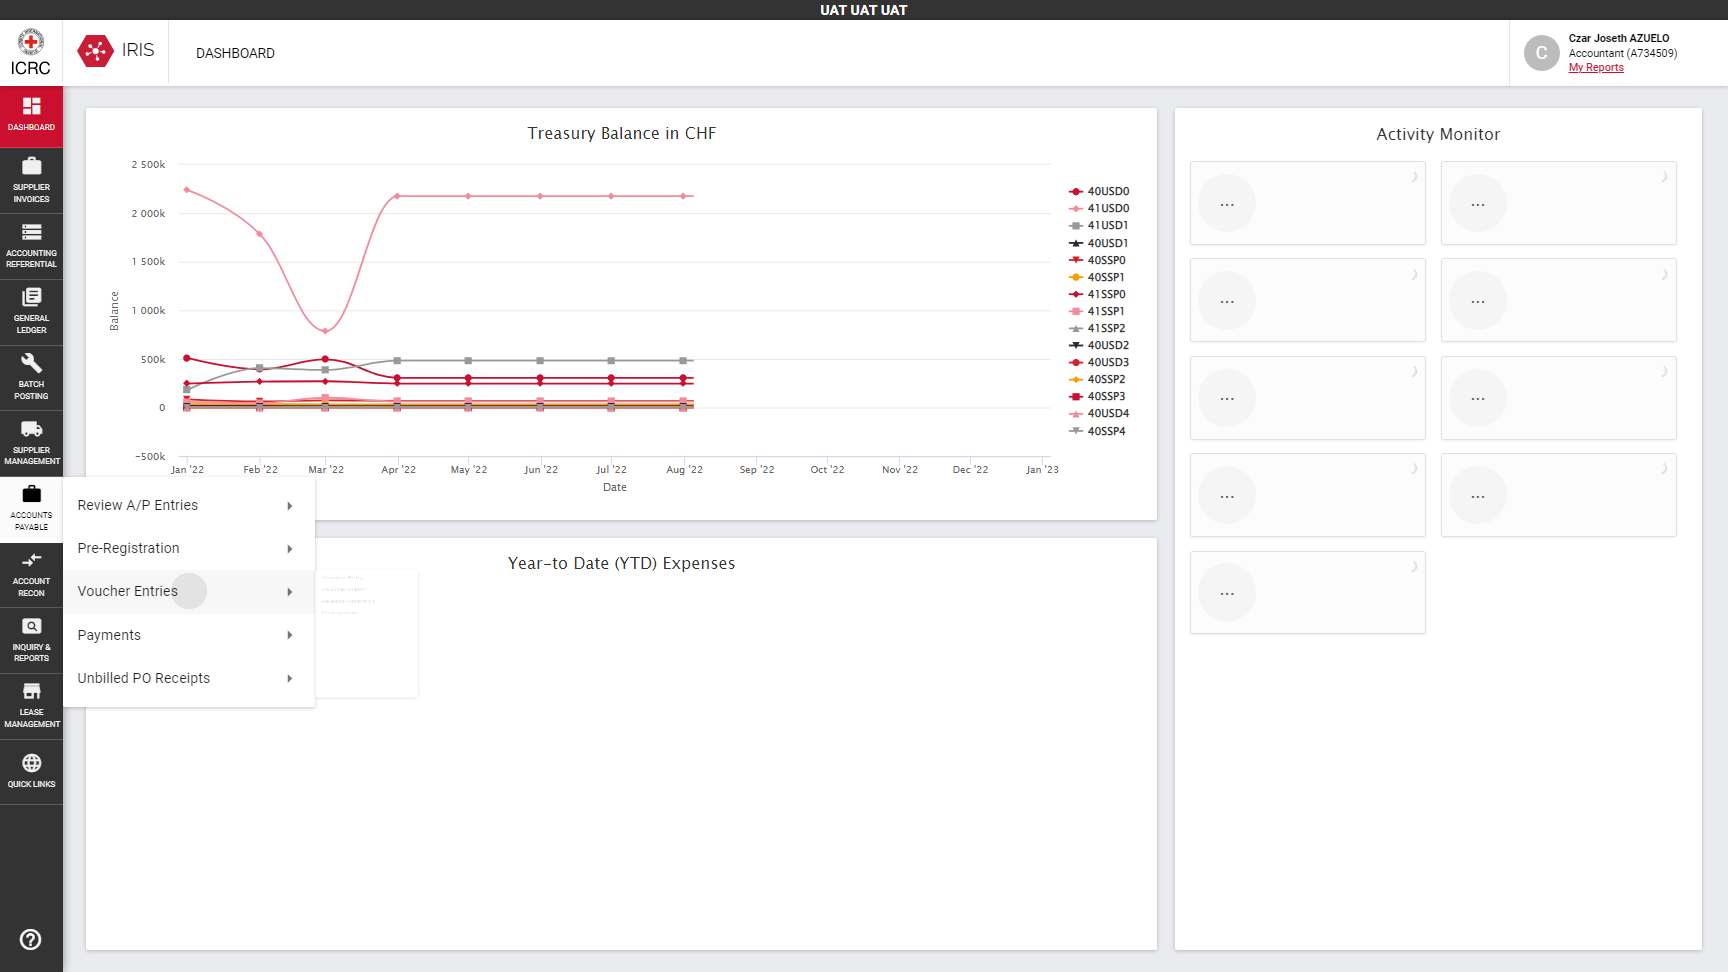 UAT UAT UAT
ICRC
IRIS
DASHBOARD
C
Czar Joseth AZUELO
Accountant (A734509)
My Reports
DASHBOARD
SUPPLIER
INVOICES
ACCOUNTING
REFERENTIAL
GENERAL
LEDGER
BATCH
POSTING
SUPPLIER
MANAGEMENT
ACCOUNTS
PAYABLE
ACCOUNT
RECON
INQUIRY &
REPORTS
LEASE
MANAGEMENT
QUICK LINKS
Review A/P Entries
Pre-Registration
Voucher Entries
Payments
Unbilled PO Receipts
Treasury Balance in CHF
Balance
2 500k
2 000k
1 500k
1 000k
500k
0
−500k
Jan '22
Feb '22
Mar '22
Apr '22
May '22
Jun '22
Jul '22
Aug '22
Sep '22
Oct '22
Nov '22
Dec '22
Jan '23
Date
40USD0
41USD0
41USD1
40USD1
40SSP0
40SSP1
41SSP0
41SSP1
41SSP2
40USD2
40USD3
40SSP2
40SSP3
40USD4
40SSP4
Year-to Date (YTD) Expenses
Activity Monitor
...
...
...
...
...
...
...
...
...